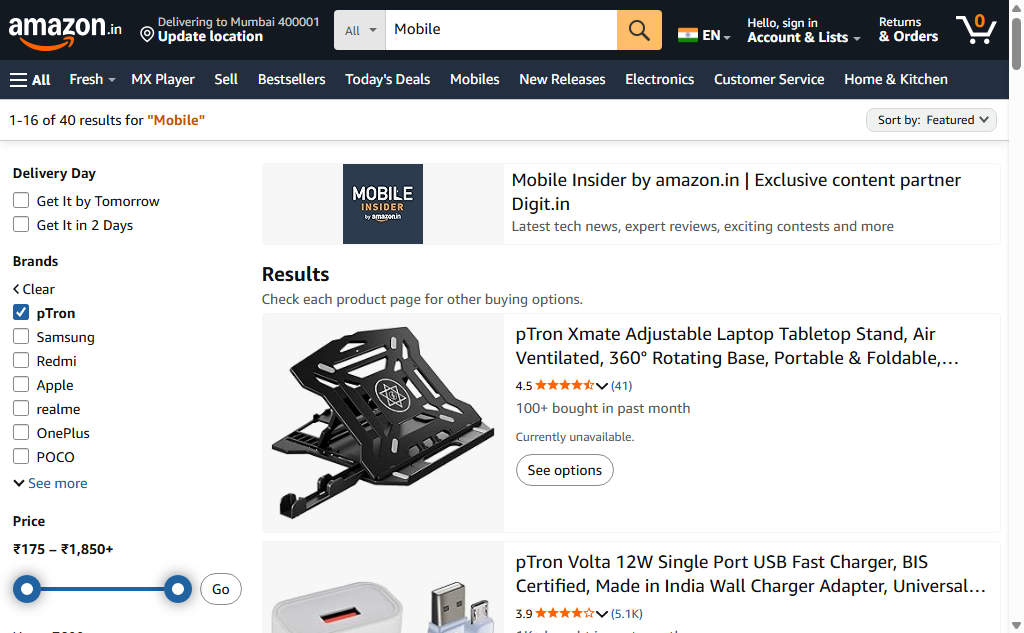 amazon.in
Delivering to Mumbai 400001
Update location
All
Mobile
EN
Hello, sign in
Account & Lists
Returns
& Orders
0
All
Fresh
MX Player
Sell
Bestsellers
Today's Deals
Mobiles
New Releases
Electronics
Customer Service
Home & Kitchen
1-16 of 40 results for "Mobile"
Sort by: Featured
Delivery Day
Get It by Tomorrow
Get It in 2 Days
Brands
Clear
pTron
Samsung
Redmi
Apple
realme
OnePlus
POCO
See more
Price
₹175 – ₹1,850+
Go
MOBILE
INSIDER
by amazon.in
Mobile Insider by amazon.in | Exclusive content partner
Digit.in
Latest tech news, expert reviews, exciting contests and more
Results
Check each product page for other buying options.
pTron Xmate Adjustable Laptop Tabletop Stand, Air
Ventilated, 360° Rotating Base, Portable & Foldable,…
4.5 (41)
100+ bought in past month
Currently unavailable.
See options
pTron Volta 12W Single Port USB Fast Charger, BIS
Certified, Made in India Wall Charger Adapter, Universal…
3.9 (5.1K)